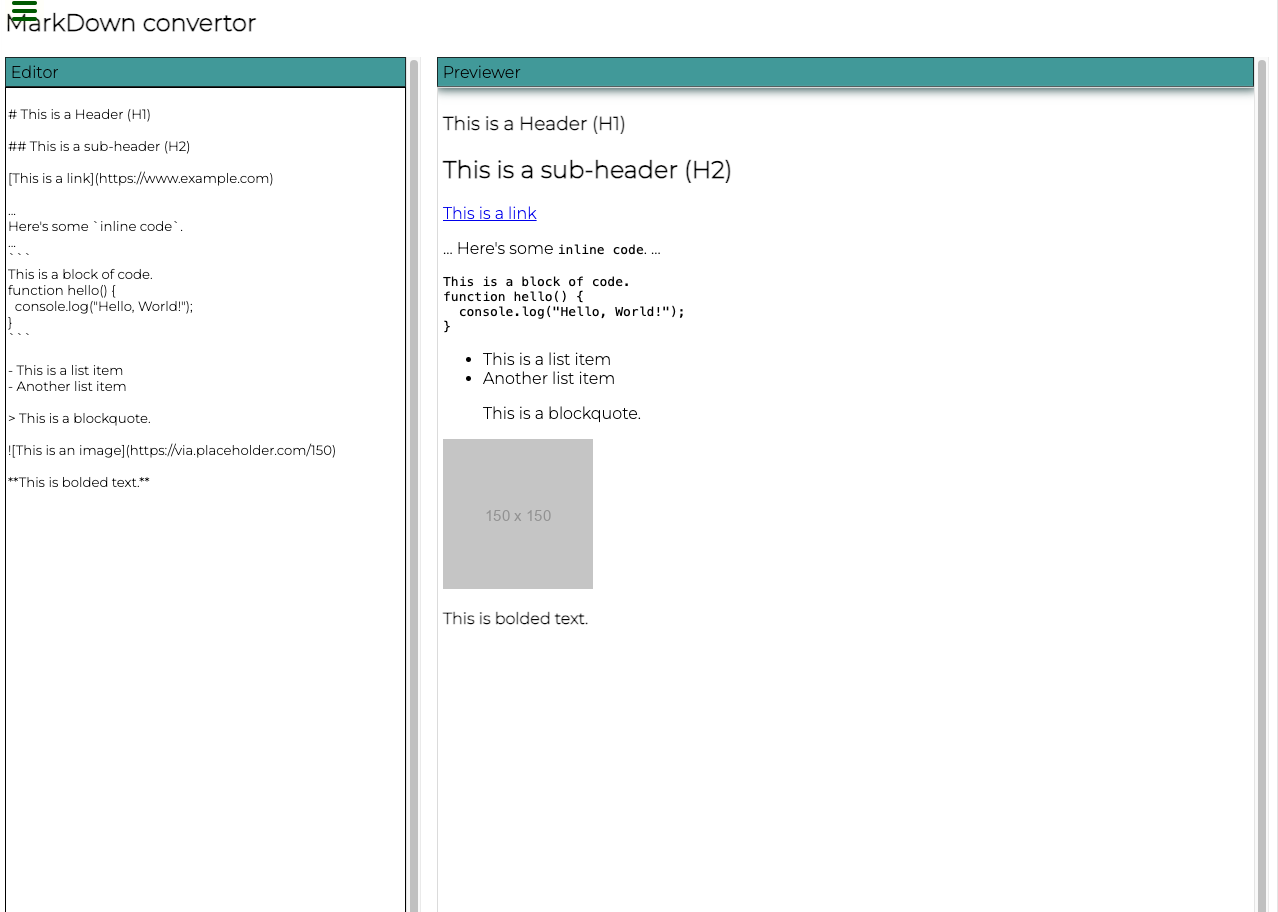 MarkDown convertor
Editor
# This is a Header (H1)
## This is a sub-header (H2)
[This is a link](https://www.example.com)
...
Here's some `inline code`.
...
```
This is a block of code.
function hello() {
  console.log("Hello, World!");
}
```
- This is a list item
- Another list item
> This is a blockquote.
![This is an image](https://via.placeholder.com/150)
**This is bolded text.**
Previewer
This is a Header (H1)
This is a sub-header (H2)
This is a link
... Here's some inline code. ...
This is a block of code.
function hello() {
  console.log("Hello, World!");
}
• This is a list item
• Another list item
This is a blockquote.
150 x 150
This is bolded text.